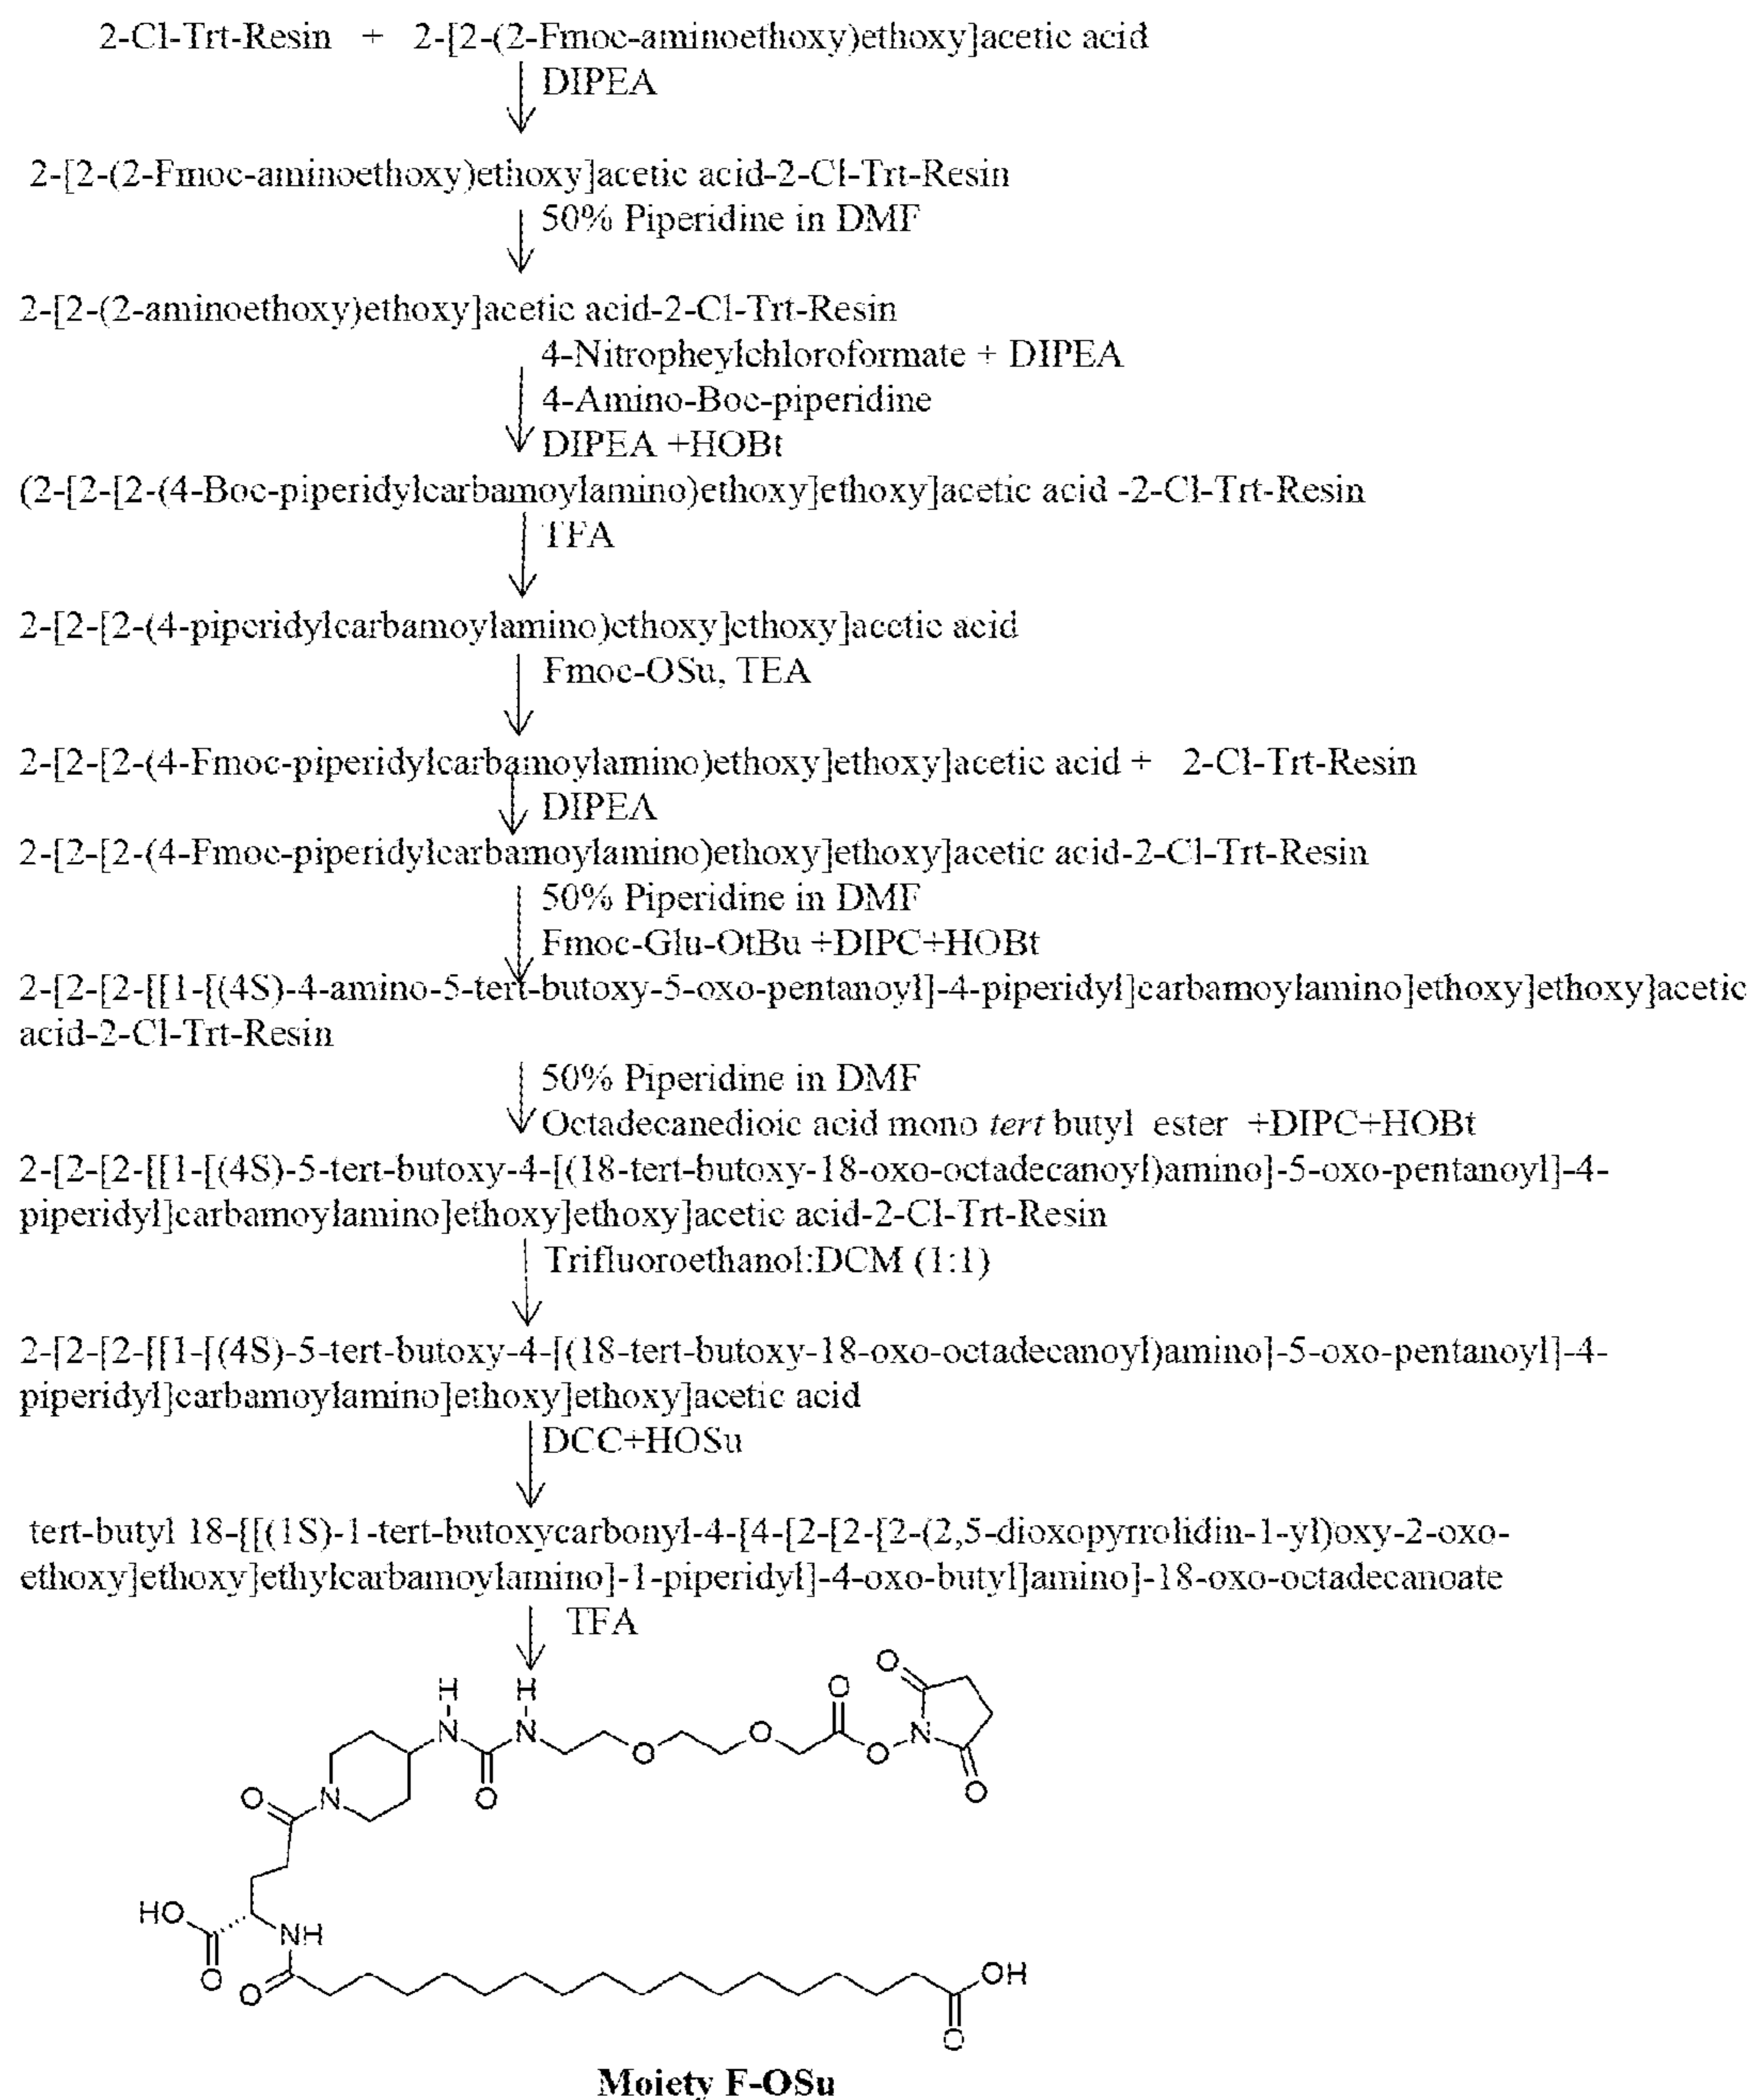 2-Cl-Trt-Resin + 2-[2-(2-Fmoc-aminoethoxy)ethoxy]acetic acid
DIPEA
2-[2-(2-Fmoc-aminoethoxy)ethoxy]acetic acid-2-Cl-Trt-Resin
50% Piperidine in DMF
2-[2-(2-aminoethoxy)ethoxy]acetic acid-2-Cl-Trt-Resin
4-Nitropheylchloroformate + DIPEA
4-Amino-Boc-piperidine
DIPEA +HOBt
(2-[2-[2-(4-Boc-piperidylcarbamoylamino)ethoxy]ethoxy]acetic acid -2-Cl-Trt-Resin
TFA
2-[2-[2-(4-piperidylcarbamoylamino)ethoxy]ethoxy]acetic acid
Fmoc-OSu, TEA
2-[2-[2-(4-Fmoc-piperidylcarbamoylamino)ethoxy]ethoxy]acetic acid + 2-Cl-Trt-Resin
DIPEA
2-[2-[2-(4-Fmoc-piperidylcarbamoylamino)ethoxy]ethoxy]acetic acid-2-Cl-Trt-Resin
50% Piperidine in DMF
Fmoc-Glu-OtBu +DIPC+HOBt
2-[2-[2-[[1-[(4S)-4-amino-5-tert-butoxy-5-oxo-pentanoyl]-4-piperidyl]carbamoylamino]ethoxy]ethoxy]acetic
acid-2-Cl-Trt-Resin
50% Piperidine in DMF
Octadecanedioic acid mono tert butyl ester +DIPC+HOBt
2-[2-[2-[[1-[(4S)-5-tert-butoxy-4-[(18-tert-butoxy-18-oxo-octadecanoyl)amino]-5-oxo-pentanoyl]-4-
piperidyl]carbamoylamino]ethoxy]ethoxy]acetic acid-2-Cl-Trt-Resin
Trifluoroethanol:DCM (1:1)
2-[2-[2-[[1-[(4S)-5-tert-butoxy-4-[(18-tert-butoxy-18-oxo-octadecanoyl)amino]-5-oxo-pentanoyl]-4-
piperidyl]carbamoylamino]ethoxy]ethoxy]acetic acid
DCC+HOSu
tert-butyl 18-[[(1S)-1-tert-butoxycarbonyl-4-[4-[2-[2-[2-(2,5-dioxopyrrolidin-1-yl)oxy-2-oxo-
ethoxy]ethoxy]ethylcarbamoylamino]-1-piperidyl]-4-oxo-butyl]amino]-18-oxo-octadecanoate
TFA
H H O O
N N O O O N
O O
O N
HO NH
O O OH
O
Moiety F-OSu